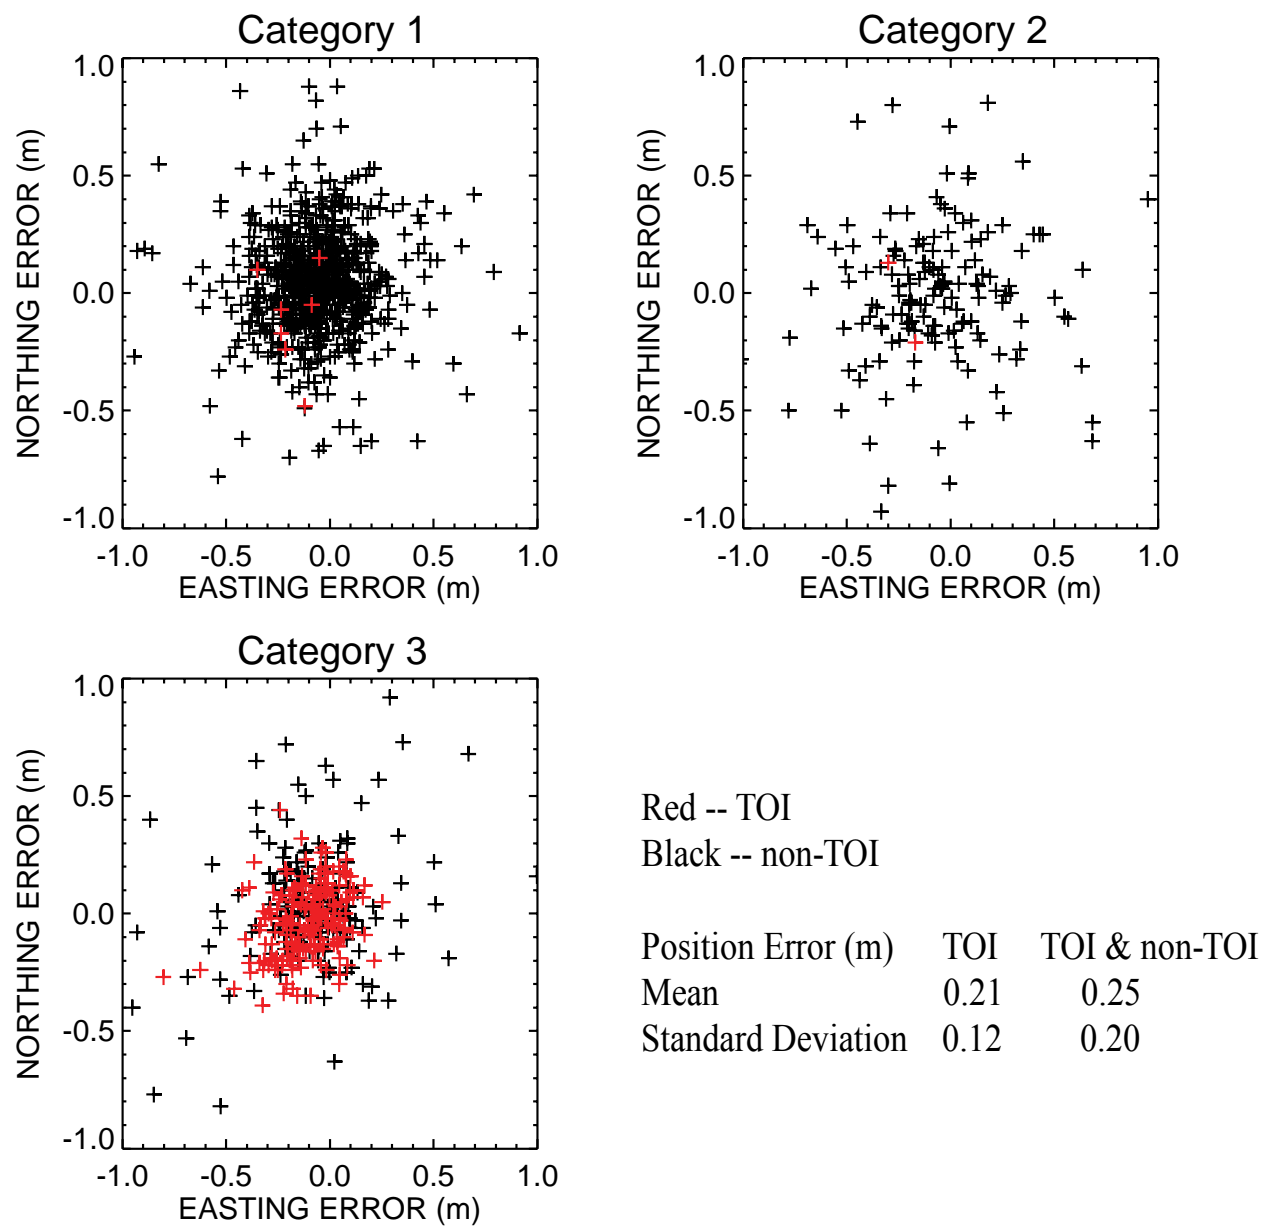 Category 1
1.0
0.5
0.0
-0.5
-1.0
NORTHING ERROR (m)
-1.0 -0.5 0.0 0.5 1.0
EASTING ERROR (m)
Category 2
1.0
0.5
0.0
-0.5
-1.0
NORTHING ERROR (m)
-1.0 -0.5 0.0 0.5 1.0
EASTING ERROR (m)
Category 3
1.0
0.5
0.0
-0.5
-1.0
NORTHING ERROR (m)
-1.0 -0.5 0.0 0.5 1.0
EASTING ERROR (m)
Red -- TOI
Black -- non-TOI
Position Error (m) TOI TOI & non-TOI
Mean 0.21 0.25
Standard Deviation 0.12 0.20